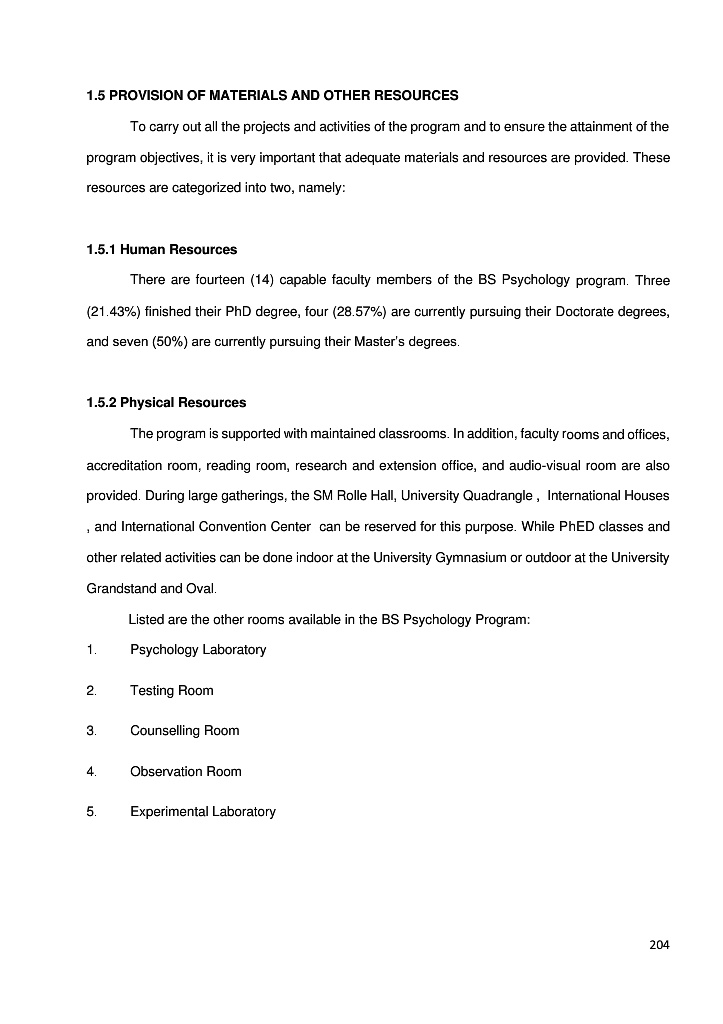 1.5 PROVISION OF MATERIALS AND OTHER RESOURCES
To carry out all the projects and activities of the program and to ensure the attainment of the
program objectives, it is very important that adequate materials and resources are provided. These
resources are categorized into two, namely:
1.5.1 Human Resources
There are fourteen (14) capable faculty members of the BS Psychology program. Three
(21.43%) finished their PhD degree, four (28.57%) are currently pursuing their Doctorate degrees,
and seven (50%) are currently pursuing their Master’s degrees.
1.5.2 Physical Resources
The program is supported with maintained classrooms. In addition, faculty rooms and offices,
accreditation room, reading room, research and extension office, and audio-visual room are also
provided. During large gatherings, the SM Rolle Hall, University Quadrangle , International Houses
, and International Convention Center can be reserved for this purpose. While PhED classes and
other related activities can be done indoor at the University Gymnasium or outdoor at the University
Grandstand and Oval.
Listed are the other rooms available in the BS Psychology Program:
1. Psychology Laboratory
2. Testing Room
3. Counselling Room
4. Observation Room
5. Experimental Laboratory
204